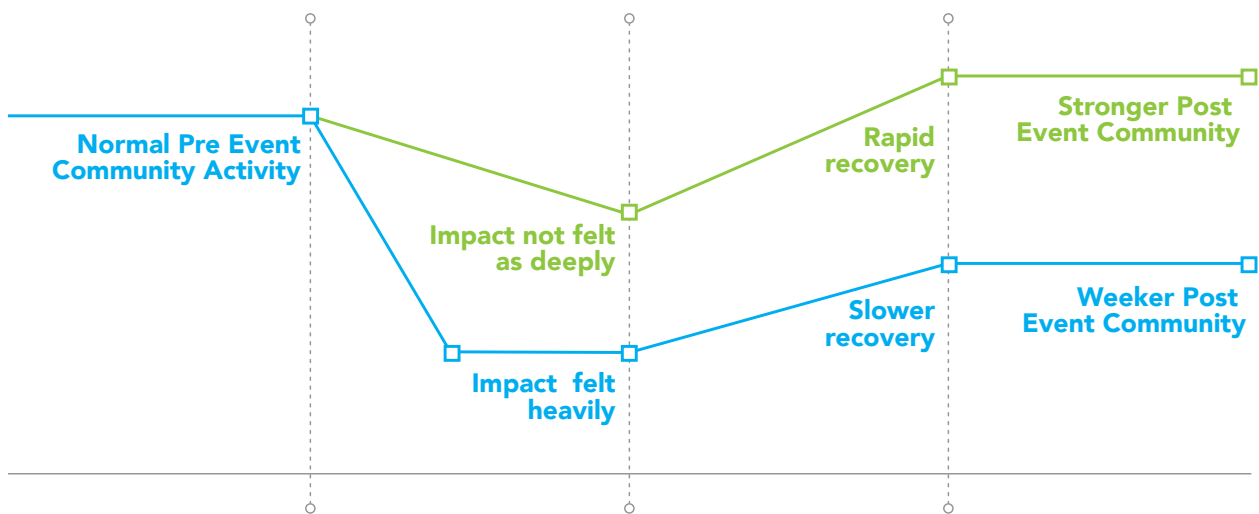 Normal Pre Event
Community Activity
Impact not felt
as deeply
Impact felt
heavily
Rapid
recovery
Slower
recovery
Stronger Post
Event Community
Weeker Post
Event Community